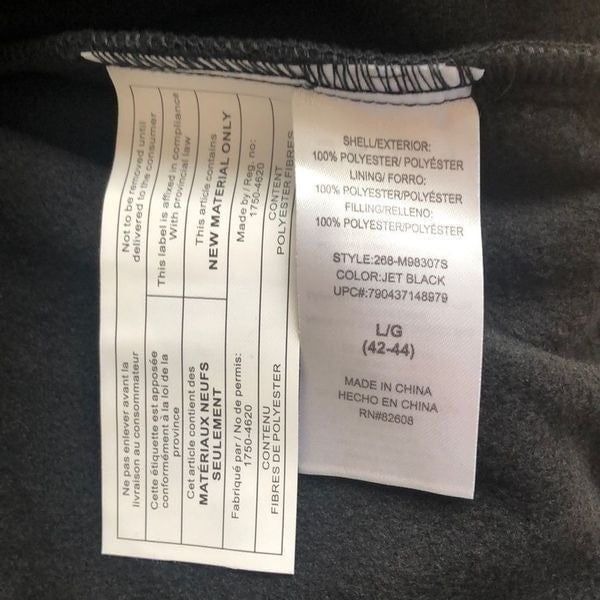 Not to be removed until
delivered to the consumer
This label is affixed in compliance
With provincial law
This article contains
NEW MATERIAL ONLY
Made by / Reg. no:
1750-4620
CONTENT
POLYESTER FIBRES
Ne pas enlever avant la
livraison au consommateur
Cette étiquette est apposée
conformément à la loi de la
province
Cet article contient des
MATÉRIAUX NEUFS
SEULEMENT
Fabriqué par / No de permis:
1750-4620
CONTENU
FIBRES DE POLYESTER
SHELL/EXTERIOR:
100% POLYESTER/ POLYÉSTER
LINING/ FORRO:
100% POLYESTER/POLYÉSTER
FILLING/RELLENO:
100% POLYESTER/POLYÉSTER
STYLE:268-M98307S
COLOR:JET BLACK
UPC#:790437148979
L/G
(42-44)
MADE IN CHINA
HECHO EN CHINA
RN#82608